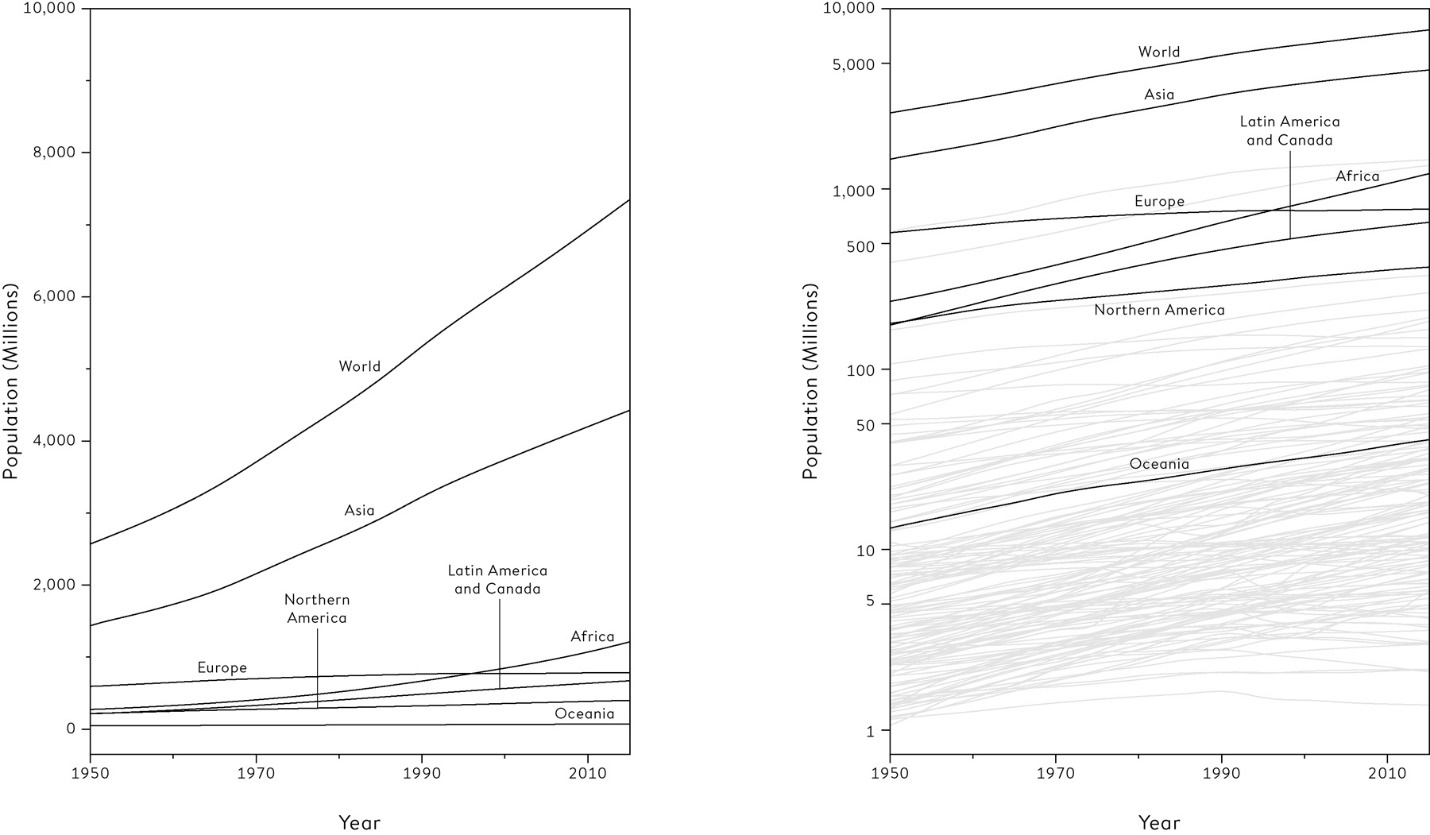 10,000
8,000
6,000
4,000
2,000
0
Population (Millions)
World
Asia
Latin America
and Canada
Northern
America
Africa
Europe
Oceania
1950
1970
1990
2010
Year
10,000
5,000
1,000
500
100
50
10
5
1
Population (Millions)
World
Asia
Latin America
and Canada
Africa
Europe
Northern America
Oceania
1950
1970
1990
2010
Year